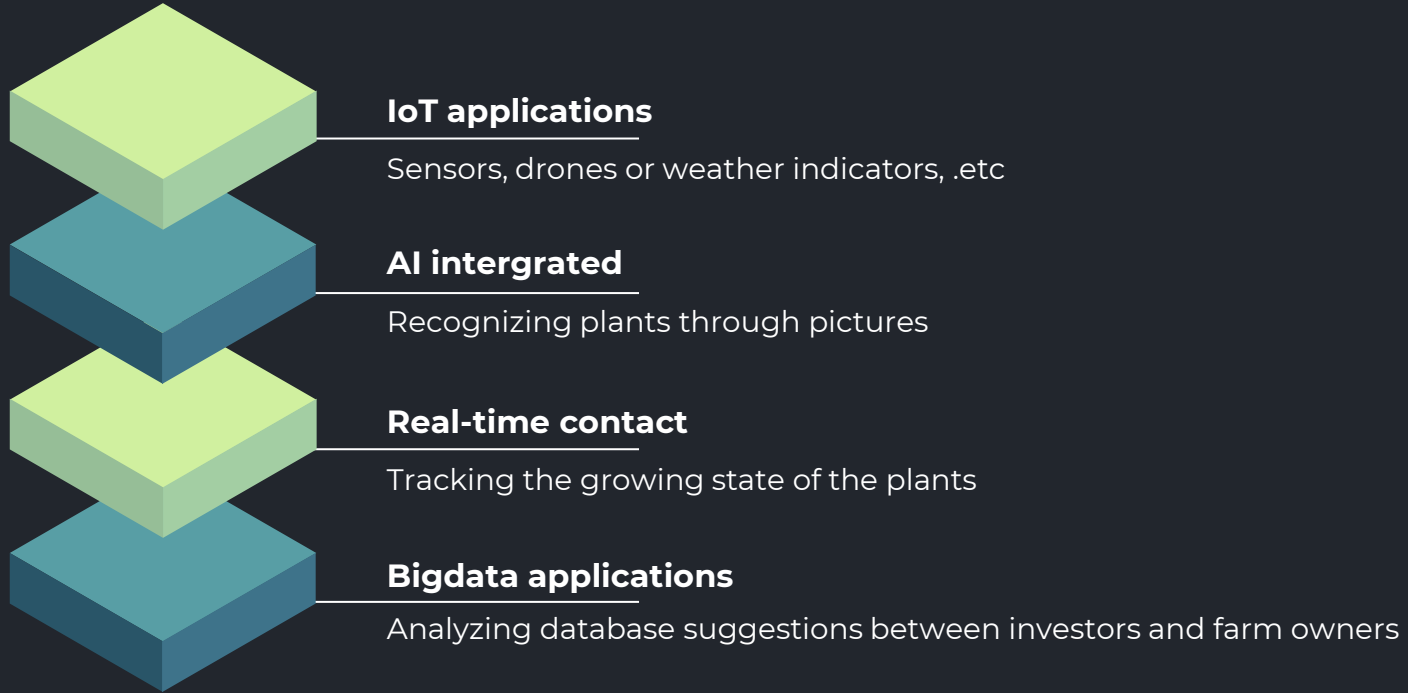 IoT applications
Sensors, drones or weather indicators, .etc
AI intergrated
Recognizing plants through pictures
Real-time contact
Tracking the growing state of the plants
Bigdata applications
Analyzing database suggestions between investors and farm owners